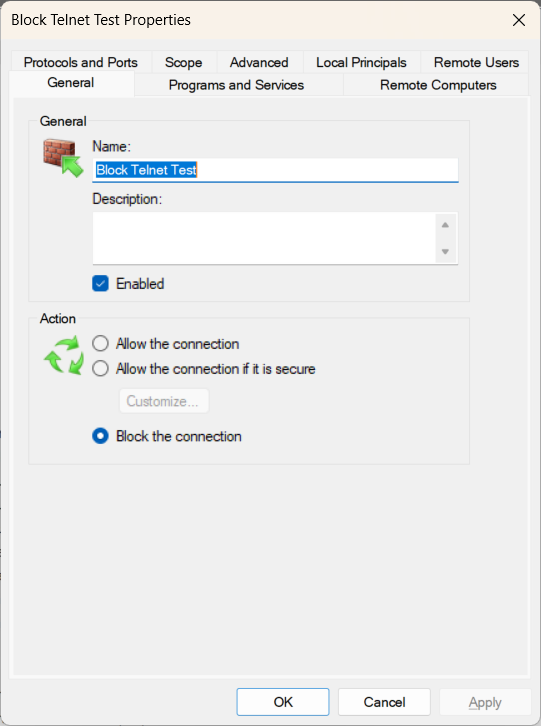 Block Telnet Test Properties
Protocols and Ports Scope Advanced Local Principals Remote Users
General Programs and Services Remote Computers
General
Name:
Block Telnet Test
Description:
Enabled
Action
Allow the connection
Allow the connection if it is secure
Customize...
Block the connection
OK Cancel Apply